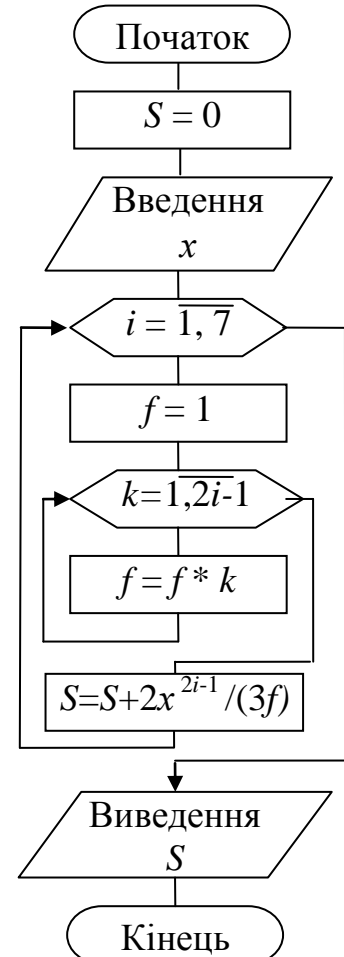 Початок
S = 0
Введення
x
i = 1, 7
f = 1
k=1,2i-1
f = f * k
S=S+2x^{2i-1}/(3f)
Виведення
S
Кінець